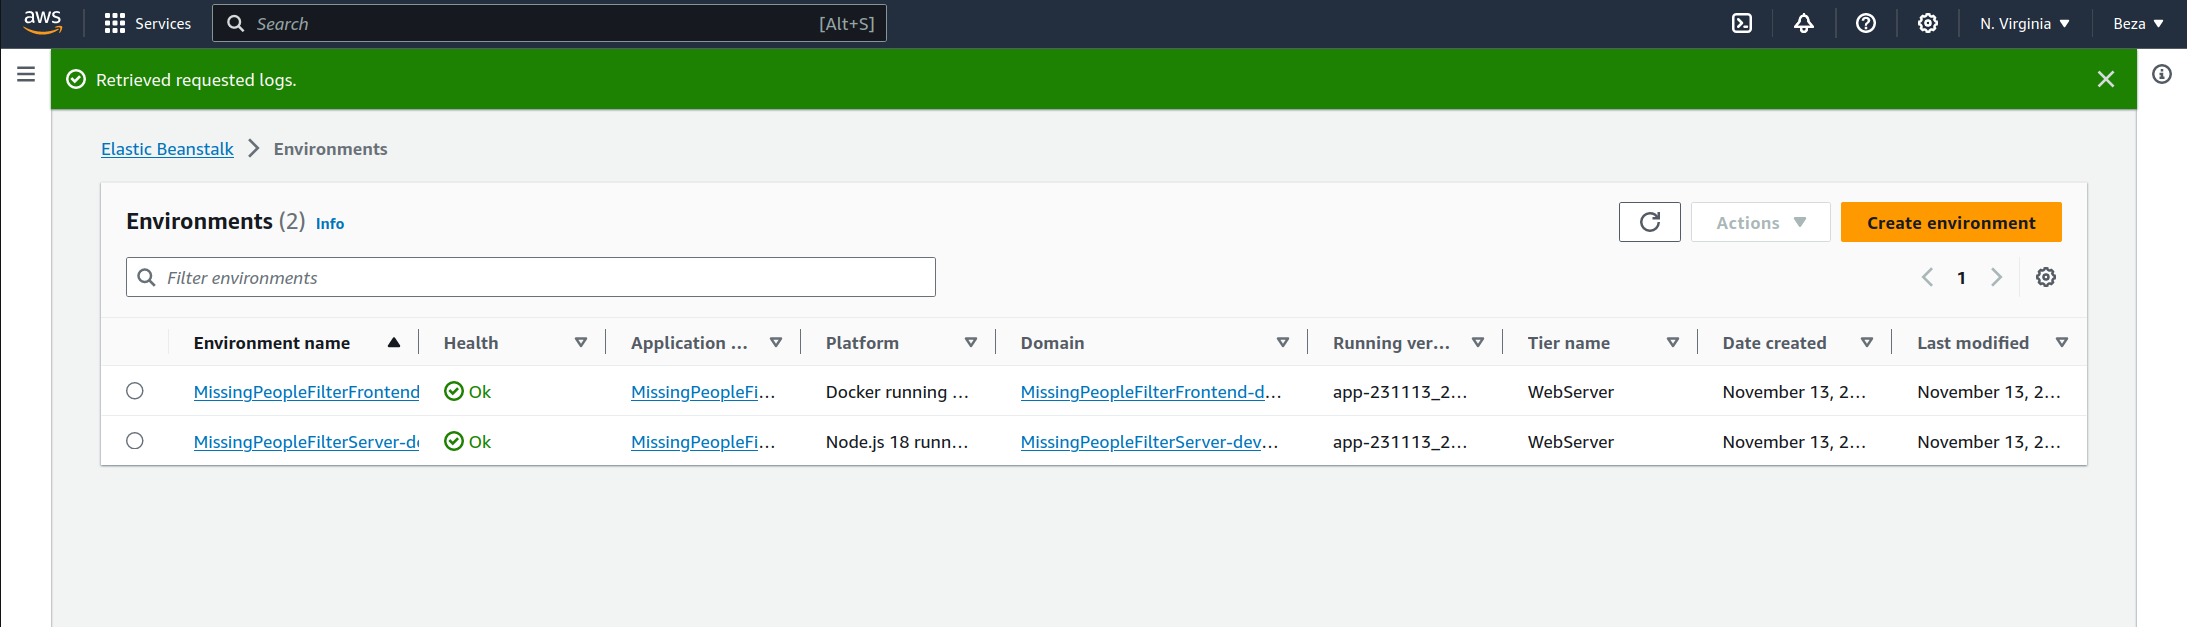 aws Services Search [Alt+S] N. Virginia Beza
Retrieved requested logs.
Elastic Beanstalk Environments
Environments (2) Info Actions Create environment
Filter environments 1
Environment name Health Application ... Platform Domain Running ver... Tier name Date created Last modified
MissingPeopleFilterFrontend Ok MissingPeopleFi... Docker running ... MissingPeopleFilterFrontend-d... app-231113_2... WebServer November 13, 2... November 13, 2...
MissingPeopleFilterServer-de Ok MissingPeopleFi... Node.js 18 runn... MissingPeopleFilterServer-dev... app-231113_2... WebServer November 13, 2... November 13, 2...